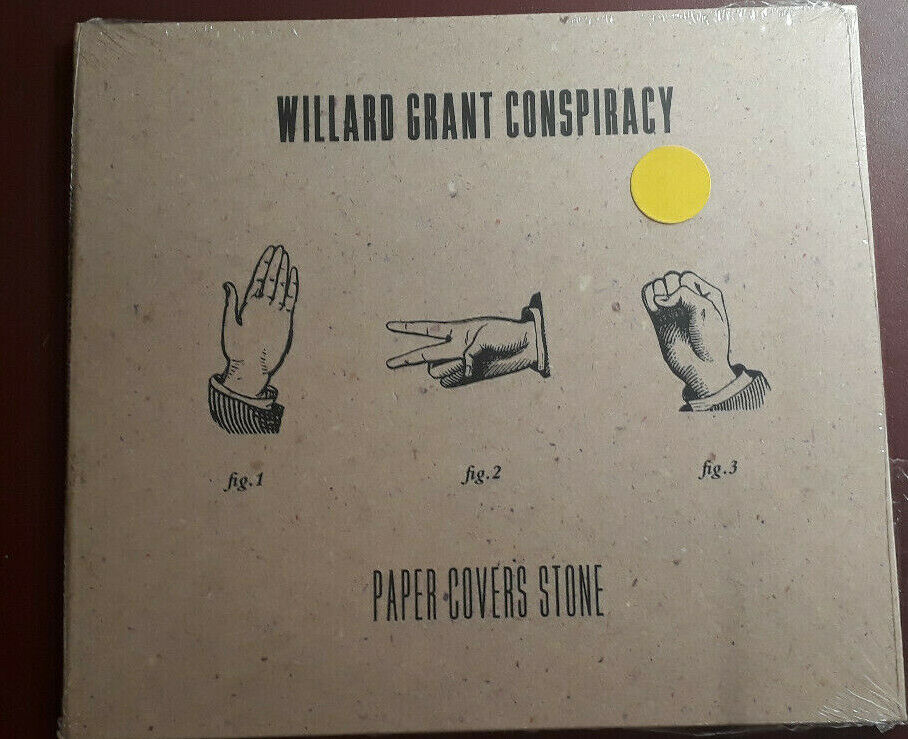 WILLARD GRANT CONSPIRACY
fig.1
fig.2
fig.3
PAPER COVERS STONE